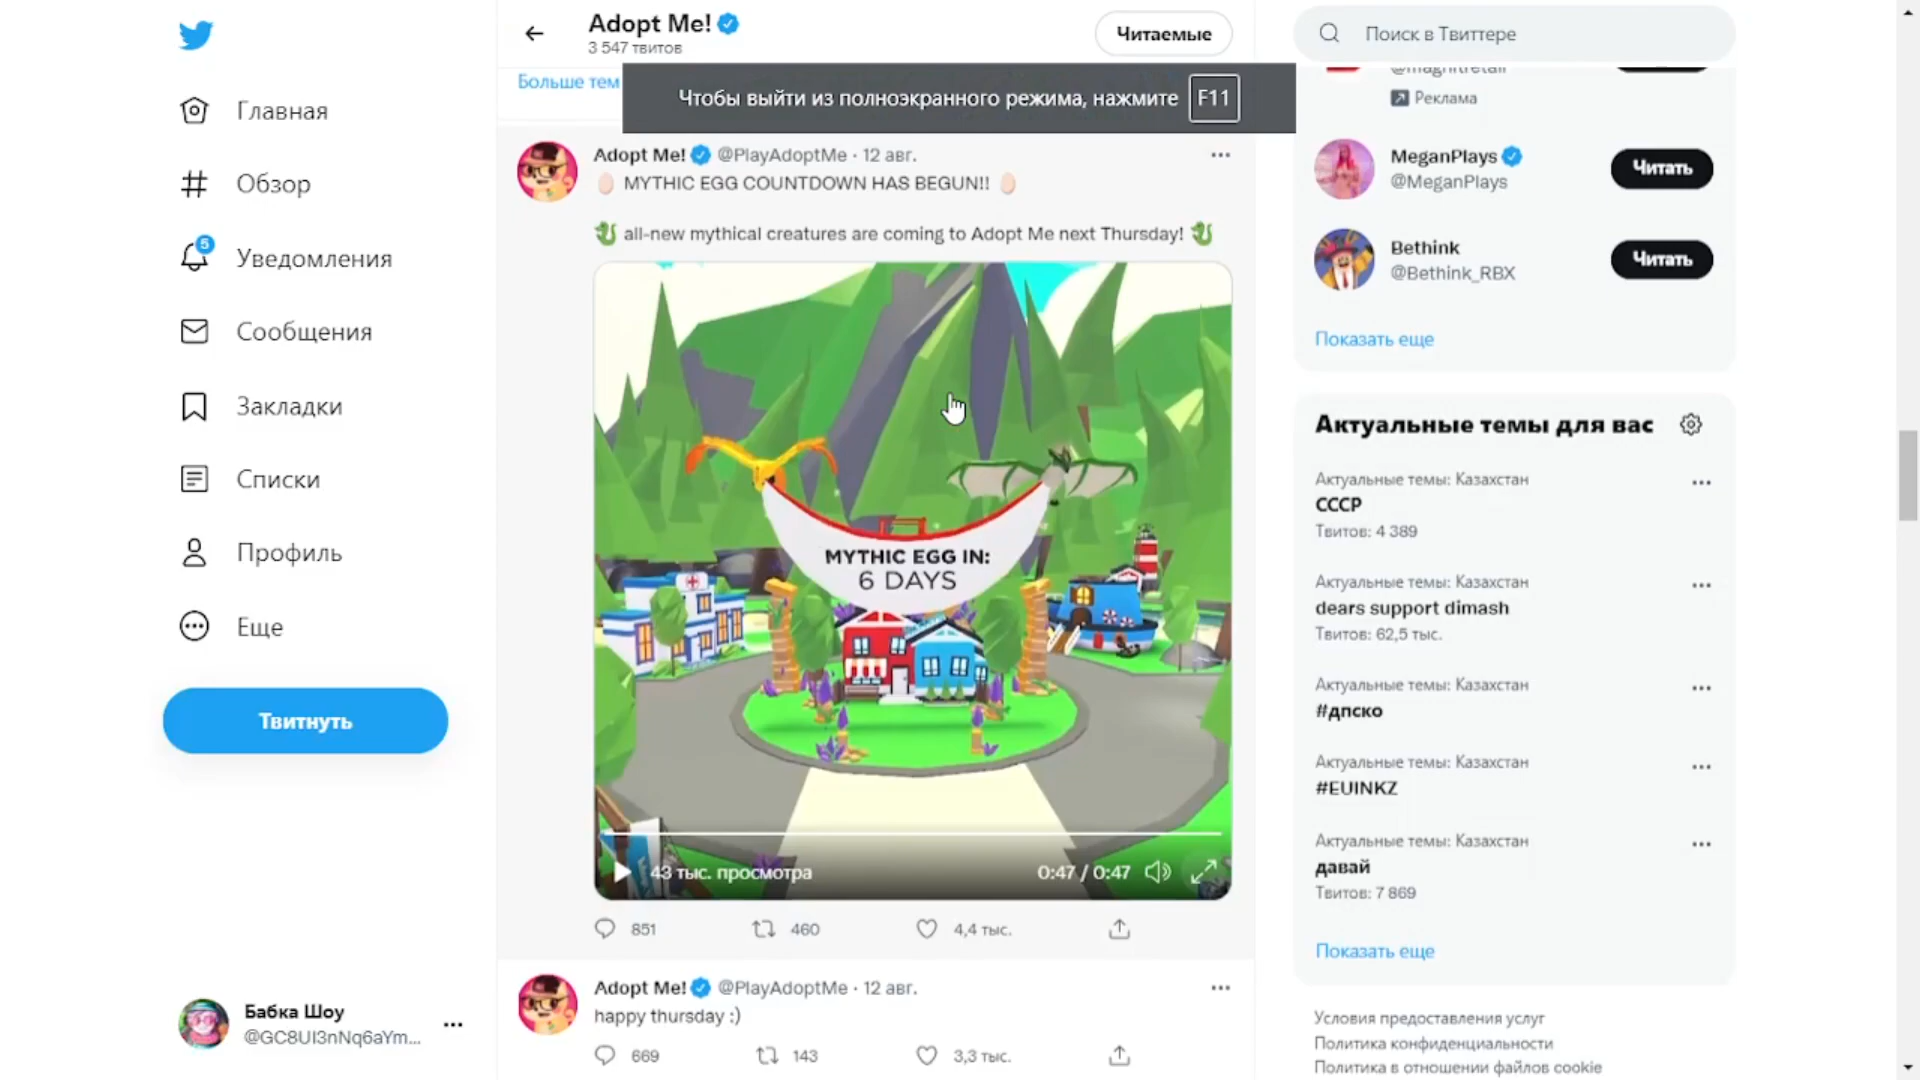 Главная
Обзор
5
Уведомления
Сообщения
Закладки
Списки
Профиль
Еще
Твитнуть
Бабка Шоу
@GC8UI3nNq6aYm...
Adopt Me!
3 547 твитов
Читаемые
Больше тем
Чтобы выйти из полноэкранного режима, нажмите F11
Adopt Me! @PlayAdoptMe · 12 авг.
MYTHIC EGG COUNTDOWN HAS BEGUN!!
all-new mythical creatures are coming to Adopt Me next Thursday!
MYTHIC EGG IN:
6 DAYS
43 тыс. просмотра
0:47 / 0:47
851 460 4,4 тыс.
Adopt Me! @PlayAdoptMe · 12 авг.
happy thursday :)
669 143 3,3 тыс.
Поиск в Твиттере
@magnitretail
Реклама
MeganPlays
@MeganPlays
Читать
Bethink
@Bethink_RBX
Читать
Показать еще
Актуальные темы для вас
Актуальные темы: Казахстан
СССР
Твитов: 4 389
Актуальные темы: Казахстан
dears support dimash
Твитов: 62,5 тыс.
Актуальные темы: Казахстан
#дпско
Актуальные темы: Казахстан
#EUINKZ
Актуальные темы: Казахстан
давай
Твитов: 7 869
Показать еще
Условия предоставления услуг
Политика конфиденциальности
Политика в отношении файлов cookie